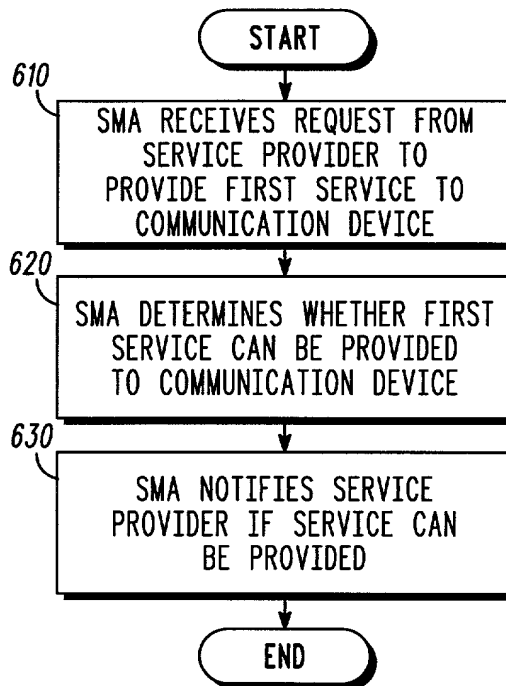 START
610
SMA RECEIVES REQUEST FROM
SERVICE PROVIDER TO
PROVIDE FIRST SERVICE TO
COMMUNICATION DEVICE
620
SMA DETERMINES WHETHER FIRST
SERVICE CAN BE PROVIDED
TO COMMUNICATION DEVICE
630
SMA NOTIFIES SERVICE
PROVIDER IF SERVICE CAN
BE PROVIDED
END